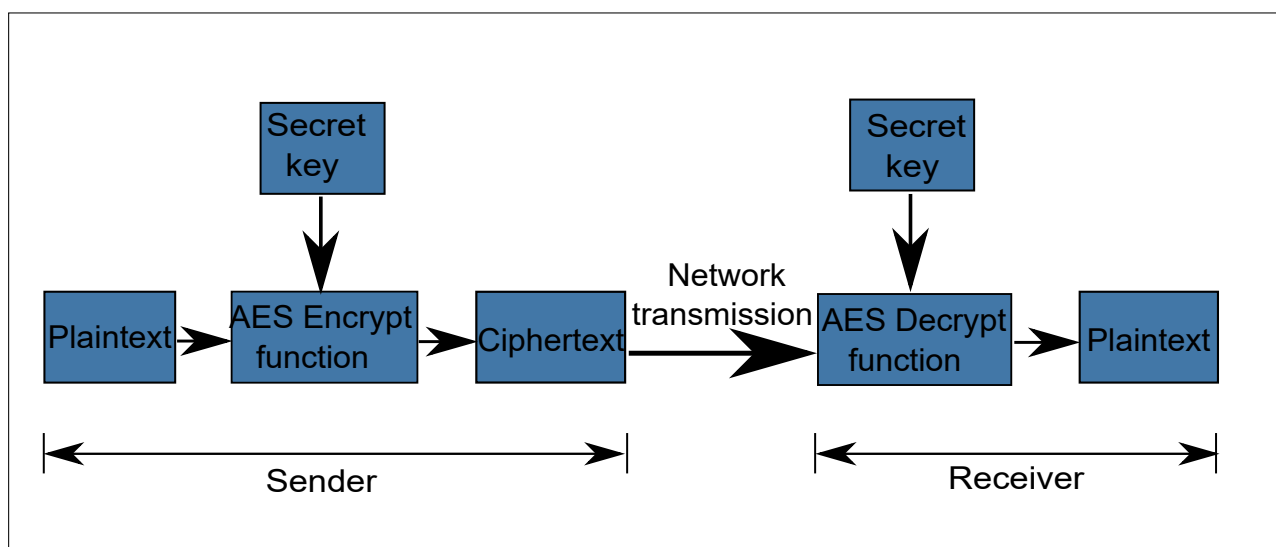 Secret
key
Secret
key
Network
transmission
Plaintext
AES Encrypt
function
Ciphertext
AES Decrypt
function
Plaintext
Sender
Receiver